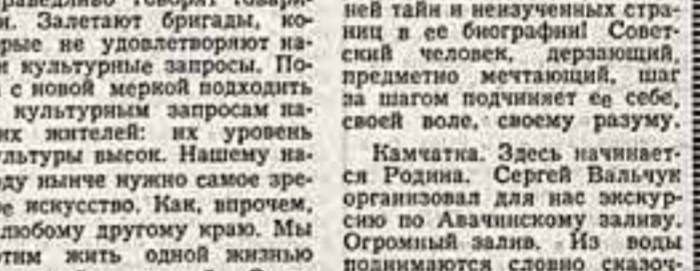 говорят товари-
и. Залетают бригады, ко-
рые не удовлетворяют на-
и культурные запросы. По-
с новой меркой подходить
культурным запросам на-
их жителей: их уровень
ультуры высок. Нашему на-
оду нынче нужно самое зре-
е искусство. Как, впрочем,
любому другому краю. Мы
отим жить одной жизнью
ней тайн и неизученных стра-
ниц в ее биографии! Совет-
ский человек, дерзающий,
предметно мечтающий, шаг
за шагом подчиняет ее себе,
своей воле, своему разуму.
Камчатка. Здесь начинает-
ся Родина. Сергей Вальчук
организовал для нас экскур-
сию по Авачинскому заливу.
Огромный залив. Из воды
поднимаются словно сказоч-